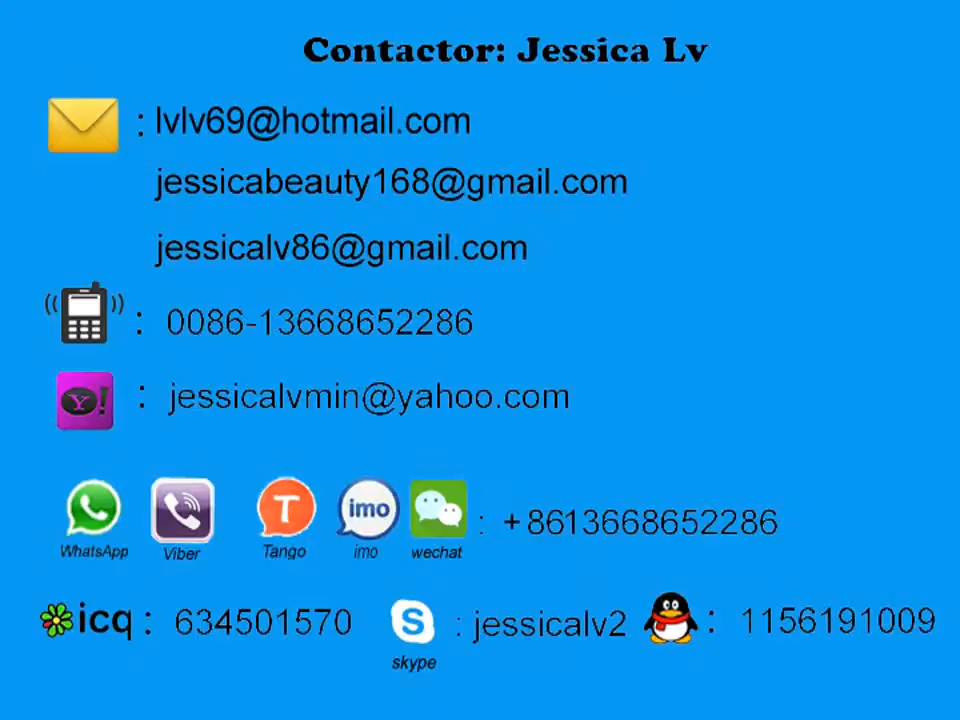 Contactor: Jessica Lv
: lvlv69@hotmail.com
jessicabeauty168@gmail.com
jessicalv86@gmail.com
: 0086-13668652286
Y! : jessicalvmin@yahoo.com
T imo : +8613668652286
WhatsApp Viber Tango imo wechat
icq : 634501570 S : jessicalv2 : 1156191009
skype